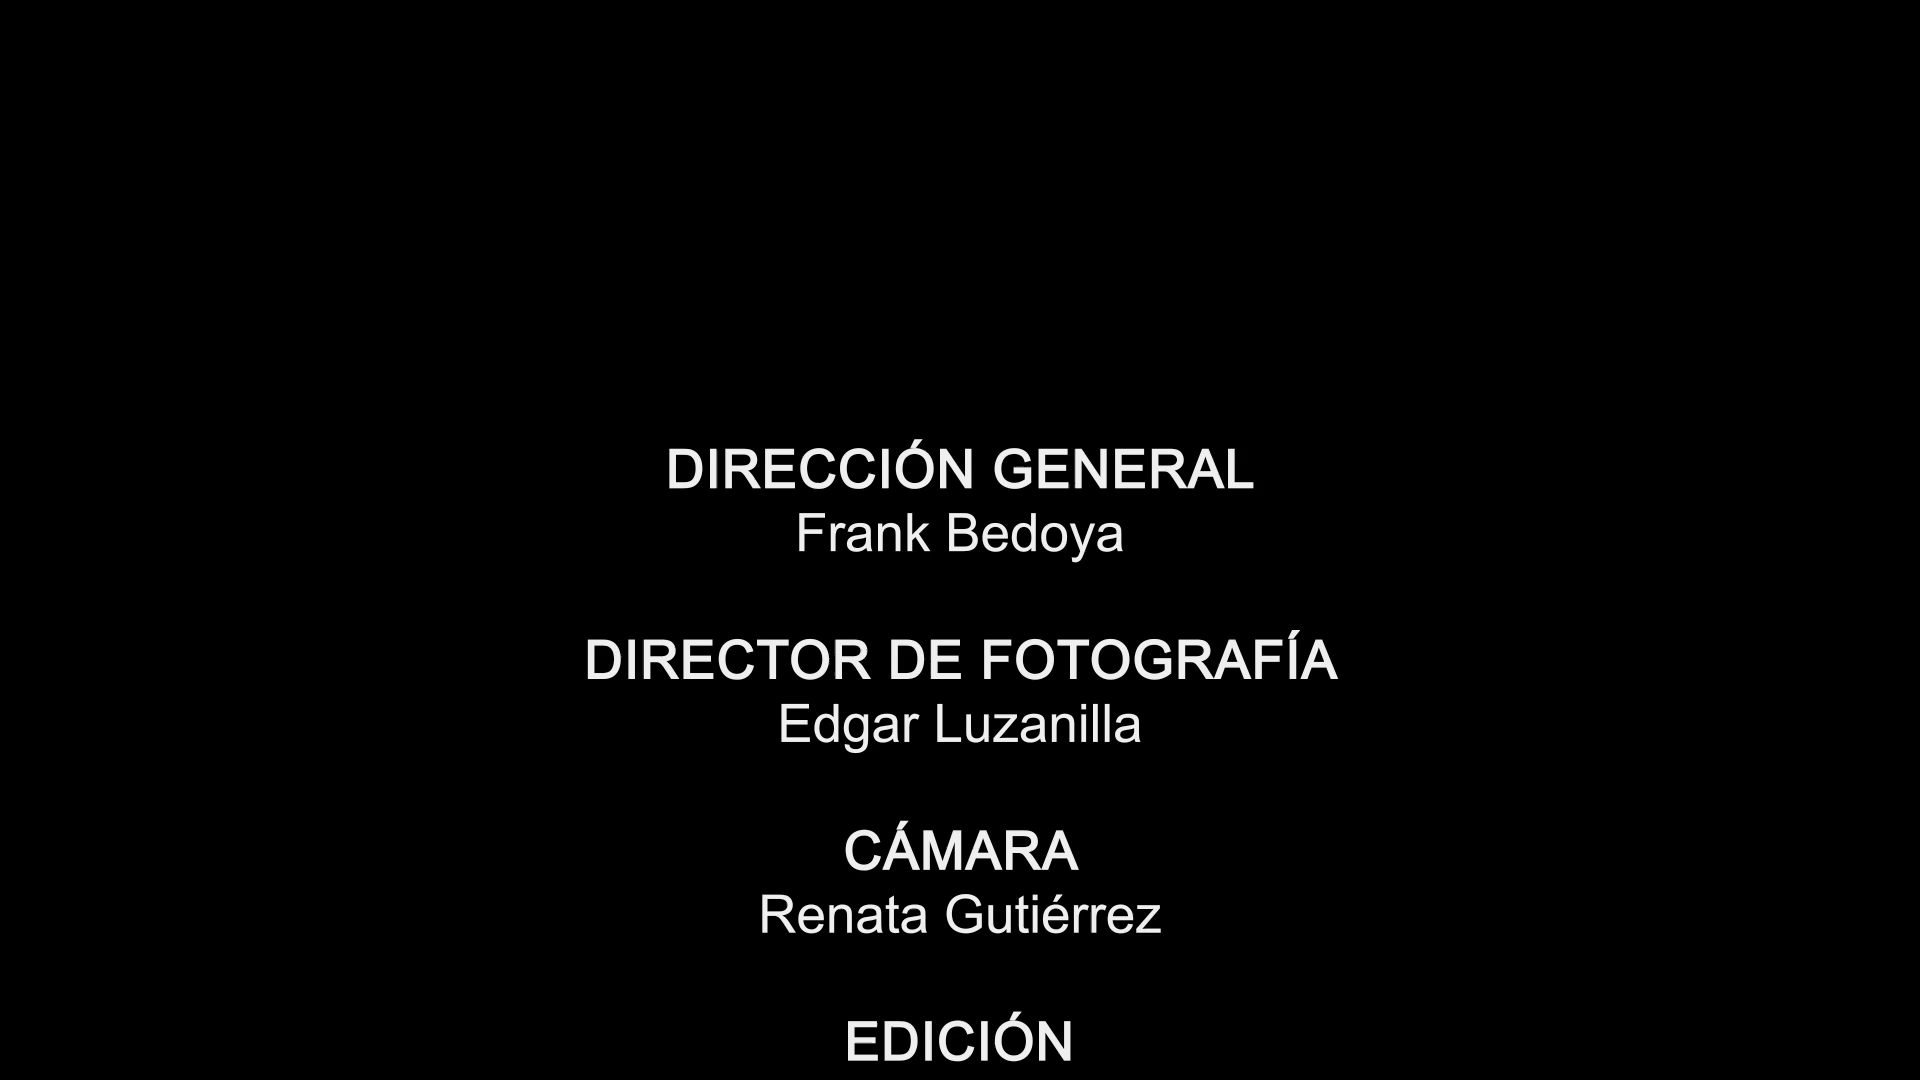 DIRECCIÓN GENERAL
Frank Bedoya
DIRECTOR DE FOTOGRAFÍA
Edgar Luzanilla
CÁMARA
Renata Gutiérrez
EDICIÓN